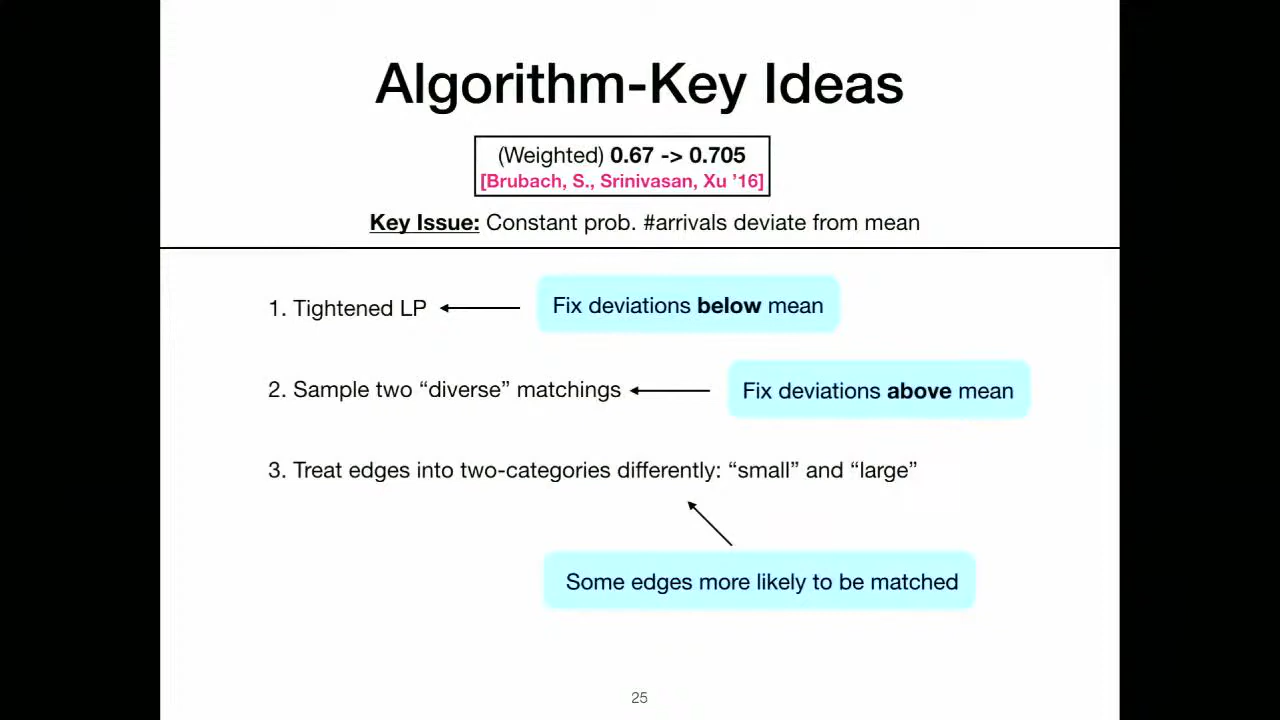 Algorithm-Key Ideas
(Weighted) 0.67 -> 0.705
[Brubach, S., Srinivasan, Xu ’16]
Key Issue: Constant prob. #arrivals deviate from mean
1. Tightened LP
Fix deviations below mean
2. Sample two “diverse” matchings
Fix deviations above mean
3. Treat edges into two-categories differently: “small” and “large”
Some edges more likely to be matched
25